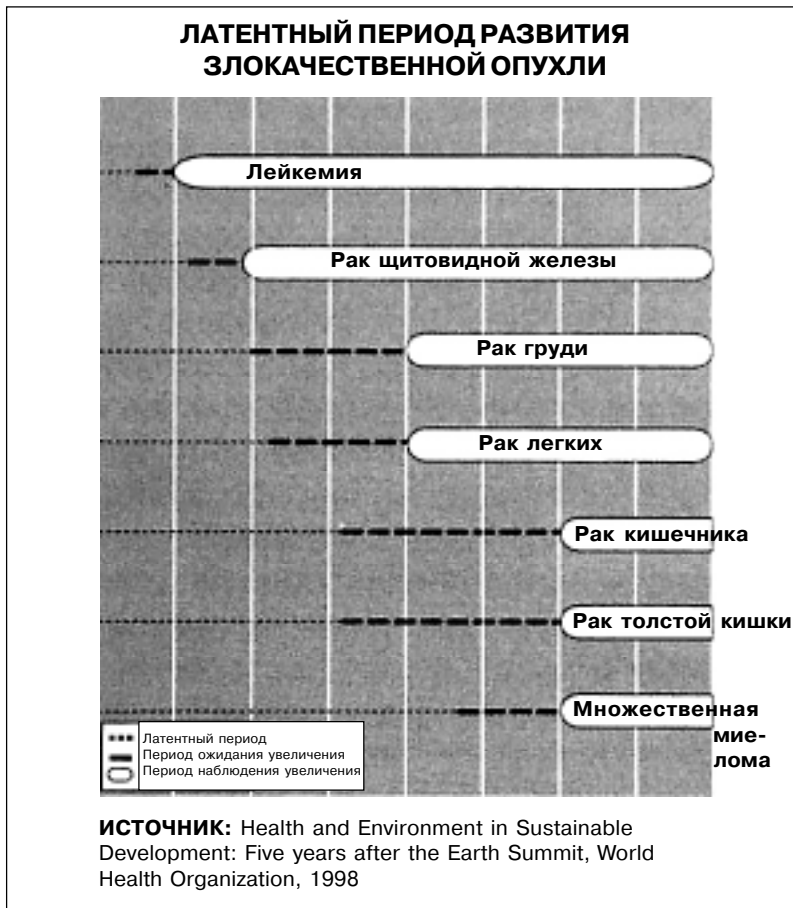 ЛАТЕНТНЫЙ ПЕРИОД РАЗВИТИЯ
ЗЛОКАЧЕСТВЕННОЙ ОПУХЛИ
Лейкемия
Рак щитовидной железы
Рак груди
Рак легких
Рак кишечника
Рак толстой кишки
Множественная
мие-
лома
Латентный период
Период ожидания увеличения
Период наблюдения увеличения
ИСТОЧНИК: Health and Environment in Sustainable
Development: Five years after the Earth Summit, World
Health Organization, 1998